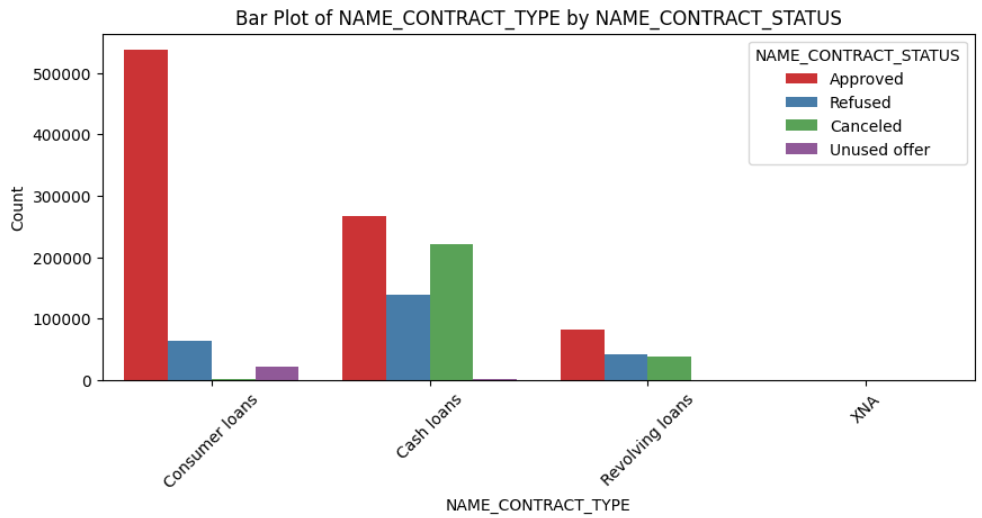 Bar Plot of NAME_CONTRACT_TYPE by NAME_CONTRACT_STATUS
NAME_CONTRACT_STATUS
Approved
Refused
Canceled
Unused offer
Count
500000
400000
300000
200000
100000
0
Consumer loans
Cash loans
Revolving loans
XNA
NAME_CONTRACT_TYPE